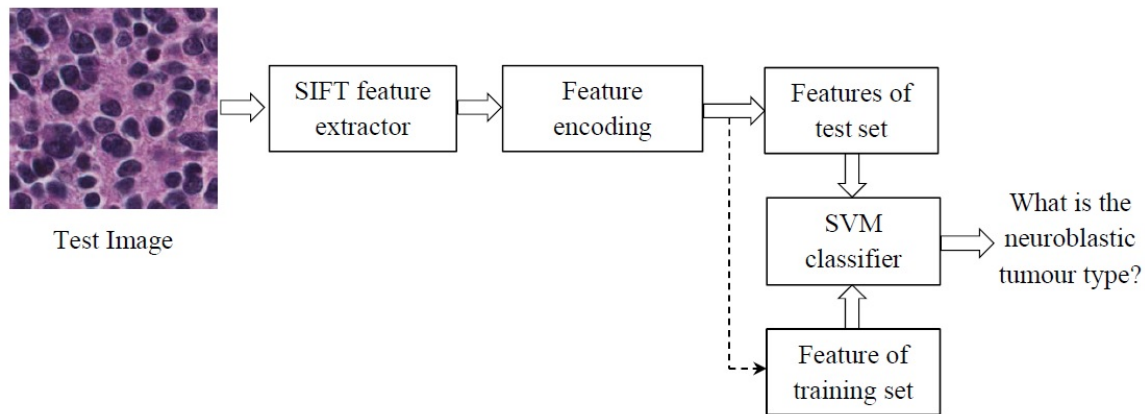 Test Image
SIFT feature
extractor
Feature
encoding
Features of
test set
SVM
classifier
What is the
neuroblastic
tumour type?
Feature of
training set